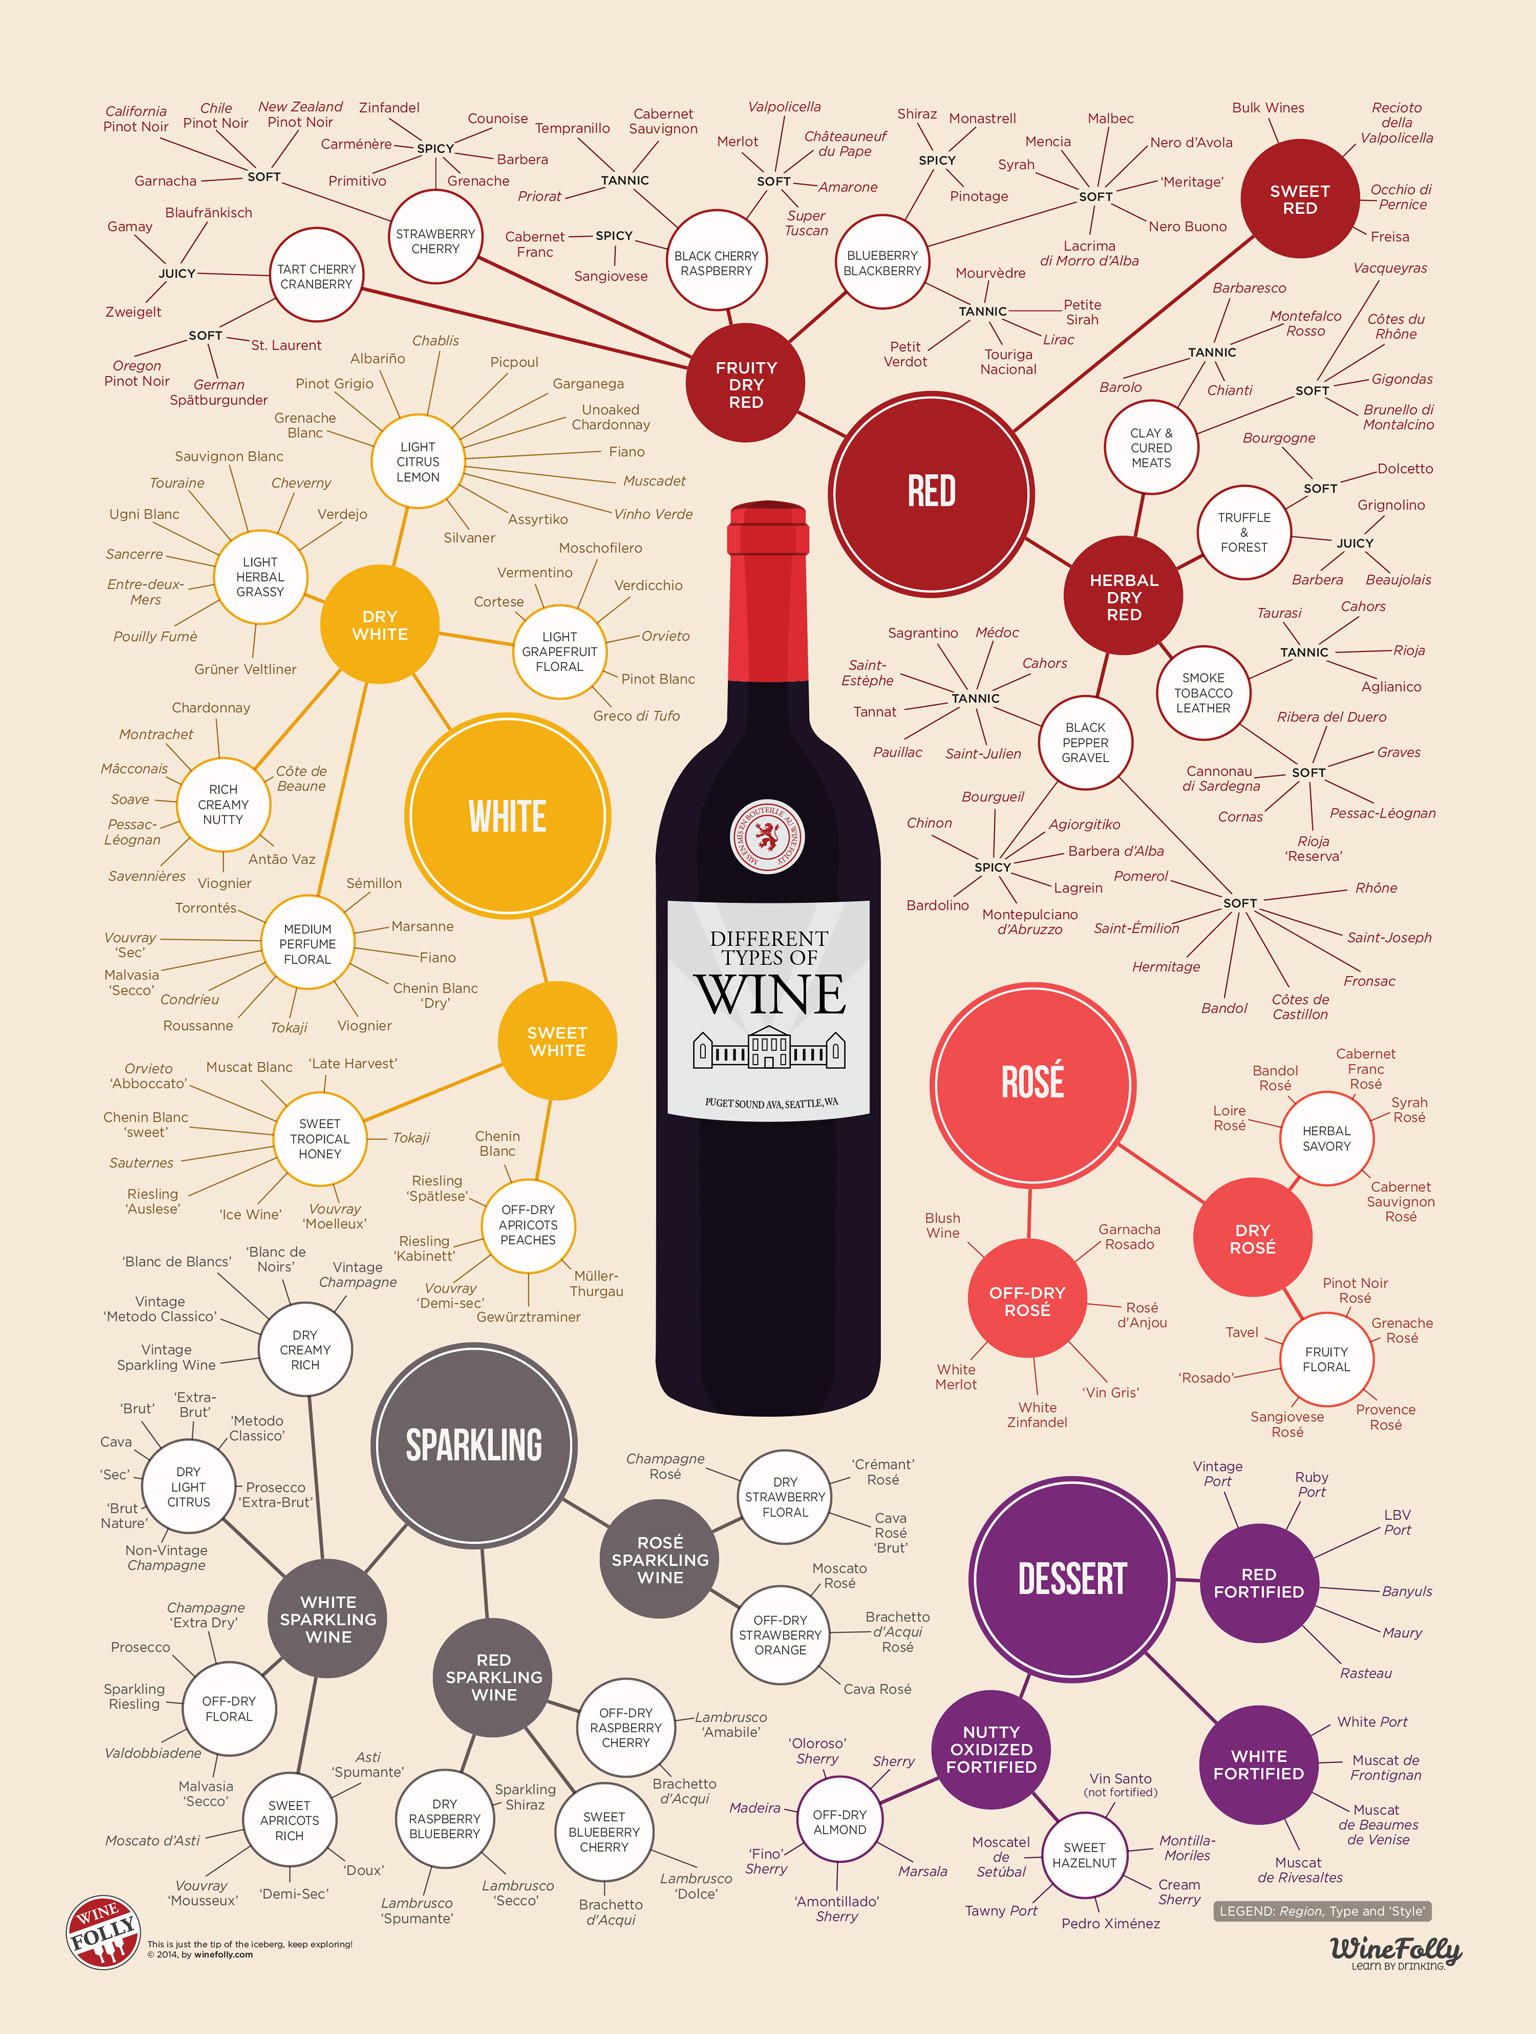 California
Pinot Noir
Chile
Pinot Noir
New Zealand
Pinot Noir
Garnacha
SOFT
Zinfandel
Carménère
SPICY
Counoise
Barbera
Primitivo
Grenache
STRAWBERRY
CHERRY
Gamay
Blaufränkisch
JUICY
Zweigelt
TART CHERRY
CRANBERRY
SOFT
St. Laurent
Oregon
Pinot Noir
German
Spätburgunder
Tempranillo
Cabernet
Sauvignon
TANNIC
Priorat
Cabernet
Franc
SPICY
Sangiovese
Valpolicella
Merlot
Châteauneuf
du Pape
SOFT
Amarone
Super
Tuscan
BLACK CHERRY
RASPBERRY
Shiraz
Monastrell
SPICY
Pinotage
Malbec
Mencia
Nero d’Avola
Syrah
SOFT
‘Meritage’
Nero Buono
Lacrima
di Morro d’Alba
BLUEBERRY
BLACKBERRY
Mourvèdre
TANNIC
Petite
Sirah
Petit
Verdot
Lirac
Touriga
Nacional
FRUITY
DRY
RED
Bulk Wines
Recioto
della
Valpolicella
SWEET
RED
Occhio di
Pernice
Freisa
RED
Barbaresco
Montefalco
Rosso
TANNIC
Barolo
Chianti
Vacqueyras
Côtes du
Rhône
SOFT
Gigondas
Brunello di
Montalcino
CLAY &
CURED
MEATS
Bourgogne
SOFT
Dolcetto
TRUFFLE
&
FOREST
Grignolino
JUICY
Barbera
Beaujolais
HERBAL
DRY
RED
Taurasi
Cahors
TANNIC
Rioja
Aglianico
SMOKE
TOBACCO
LEATHER
Ribera del Duero
Graves
Cannonau
di Sardegna
SOFT
Cornas
Pessac-Léognan
Rioja
‘Reserva’
Sagrantino
Médoc
Saint-
Estèphe
Cahors
TANNIC
Tannat
Pauillac
Saint-Julien
BLACK
PEPPER
GRAVEL
Bourgueil
Chinon
Agiorgitiko
SPICY
Barbera d’Alba
Lagrein
Bardolino
Montepulciano
d’Abruzzo
Pomerol
Rhône
SOFT
Saint-Émilion
Saint-Joseph
Hermitage
Fronsac
Bandol
Côtes de
Castillon
Chablis
Albariño
Picpoul
Pinot Grigio
Garganega
Grenache
Blanc
Unoaked
Chardonnay
LIGHT
CITRUS
LEMON
Fiano
Muscadet
Vinho Verde
Assyrtiko
Silvaner
Sauvignon Blanc
Touraine
Cheverny
Ugni Blanc
Verdejo
Sancerre
LIGHT
HERBAL
GRASSY
Entre-deux-
Mers
Pouilly Fumè
Grüner Veltliner
DRY
WHITE
Moschofilero
Vermentino
Verdicchio
Cortese
LIGHT
GRAPEFRUIT
FLORAL
Orvieto
Pinot Blanc
Greco di Tufo
Chardonnay
Montrachet
Mâcconais
Côte de
Beaune
Soave
RICH
CREAMY
NUTTY
Pessac-
Léognan
Savennières
Viognier
Antão Vaz
WHITE
Sémillon
Torrontés
Marsanne
MEDIUM
PERFUME
FLORAL
Vouvray
‘Sec’
Fiano
Malvasia
‘Secco’
Chenin Blanc
‘Dry’
Condrieu
Roussanne
Tokaji
Viognier
SWEET
WHITE
Orvieto
‘Abboccato’
Muscat Blanc
‘Late Harvest’
Chenin Blanc
‘sweet’
SWEET
TROPICAL
HONEY
Tokaji
Sauternes
Riesling
‘Auslese’
‘Ice Wine’
Vouvray
‘Moelleux’
Chenin
Blanc
Riesling
‘Spätlese’
OFF-DRY
APRICOTS
PEACHES
Riesling
‘Kabinett’
Vouvray
‘Demi-sec’
Müller-
Thurgau
Gewürztraminer
MIS EN MIS EN BOUTEILLE AU WINE FOLLY
DIFFERENT
TYPES OF
WINE
PUGET SOUND AVA, SEATTLE, WA
ROSÉ
Cabernet
Franc
Rosé
Bandol
Rosé
Loire
Rosé
Syrah
Rosé
HERBAL
SAVORY
Cabernet
Sauvignon
Rosé
DRY
ROSÉ
Pinot Noir
Rosé
Tavel
Grenache
Rosé
FRUITY
FLORAL
‘Rosado’
Sangiovese
Rosé
Provence
Rosé
Blush
Wine
Garnacha
Rosado
OFF-DRY
ROSÉ
Rosé
d'Anjou
White
Merlot
‘Vin Gris’
White
Zinfandel
‘Blanc de Blancs’
‘Blanc de
Noirs’
Vintage
Champagne
Vintage
‘Metodo Classico’
Vintage
Sparkling Wine
DRY
CREAMY
RICH
SPARKLING
‘Extra-
Brut’
‘Brut’
‘Metodo
Classico’
Cava
‘Sec’
DRY
LIGHT
CITRUS
Prosecco
‘Extra-Brut’
‘Brut
Nature’
Non-Vintage
Champagne
WHITE
SPARKLING
WINE
Champagne
‘Extra Dry’
Prosecco
Sparkling
Riesling
OFF-DRY
FLORAL
Valdobbiadene
Malvasia
‘Secco’
Asti
‘Spumante’
SWEET
APRICOTS
RICH
Moscato d’Asti
Vouvray
‘Mousseux’
‘Doux’
‘Demi-Sec’
ROSÉ
SPARKLING
WINE
Champagne
Rosé
DRY
STRAWBERRY
FLORAL
‘Crémant’
Rosé
Cava
Rosé
‘Brut’
Moscato
Rosé
OFF-DRY
STRAWBERRY
ORANGE
Brachetto
d'Acqui
Rosé
Cava Rosé
RED
SPARKLING
WINE
OFF-DRY
RASPBERRY
CHERRY
Lambrusco
‘Amabile’
Brachetto
d’Acqui
DRY
RASPBERRY
BLUEBERRY
Sparkling
Shiraz
Lambrusco
‘Spumante’
Lambrusco
‘Secco’
SWEET
BLUEBERRY
CHERRY
Lambrusco
‘Dolce’
Brachetto
d’Acqui
DESSERT
Vintage
Port
Ruby
Port
LBV
Port
RED
FORTIFIED
Banyuls
Maury
Rasteau
WHITE
FORTIFIED
White Port
Muscat de
Frontignan
Muscat
de Beaumes
de Venise
Muscat
de Rivesaltes
NUTTY
OXIDIZED
FORTIFIED
‘Oloroso’
Sherry
Sherry
Madeira
OFF-DRY
ALMOND
‘Fino’
Sherry
Marsala
‘Amontillado’
Sherry
Vin Santo
(not fortified)
Moscatel
de
Setúbal
SWEET
HAZELNUT
Montilla-
Moriles
Cream
Sherry
Tawny Port
Pedro Ximénez
LEGEND: Region, Type and ‘Style’
WINE
FOLLY
This is just the tip of the iceberg, keep exploring!
© 2014, by winefolly.com
WineFolly
Learn by Drinking.